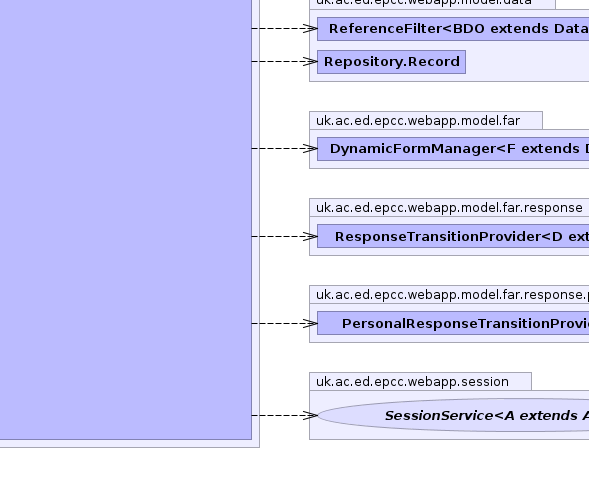 uk.ac.ed.epcc.webapp.model.data
ReferenceFilter<BDO extends Data
Repository.Record
uk.ac.ed.epcc.webapp.model.far
DynamicFormManager<F extends
uk.ac.ed.epcc.webapp.model.far.response
ResponseTransitionProvider<D ext
uk.ac.ed.epcc.webapp.model.far.response.
PersonalResponseTransitionProvi
uk.ac.ed.epcc.webapp.session
SessionService<A extends A